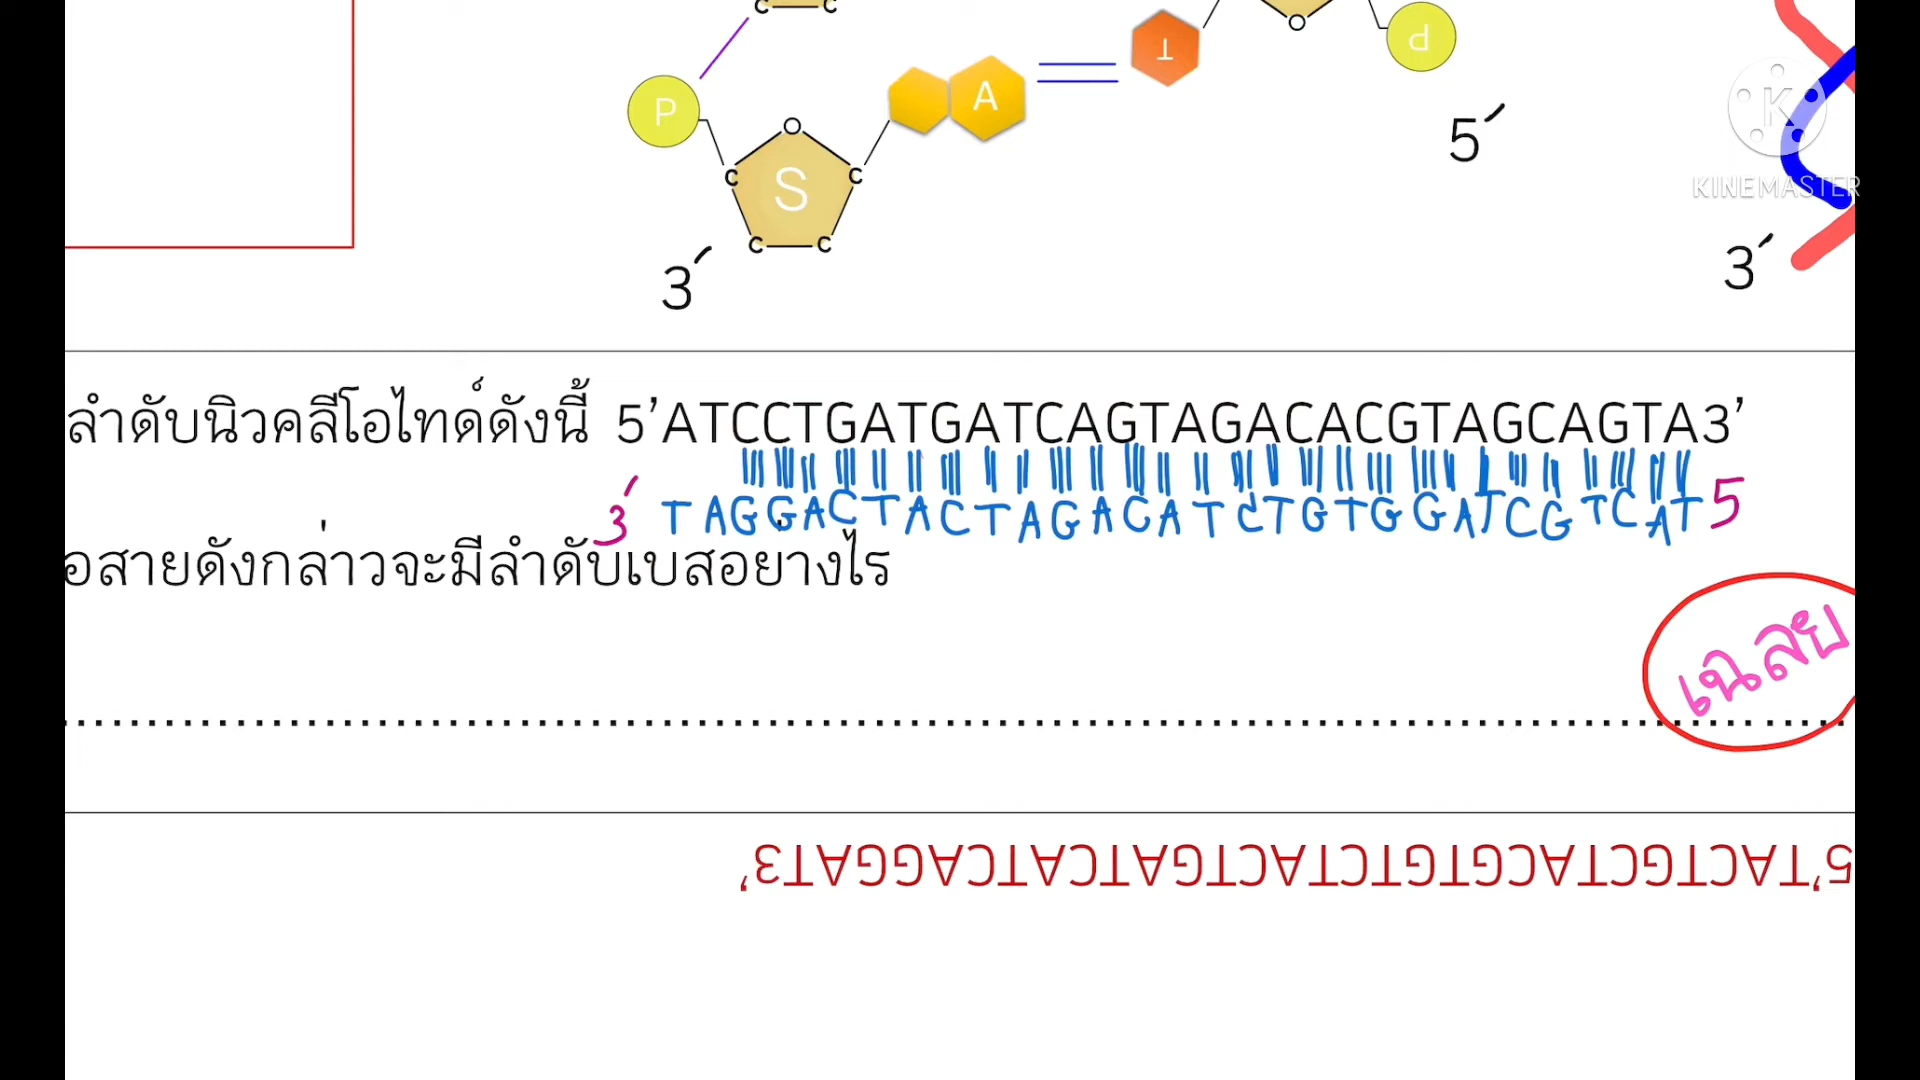 C C
P O T P
A
O
5´
C S C
KINEMASTER
C C
3´ 3´
ลำดับนิวคลีโอไทด์ดังนี้ 5’ATCCTGATGATCAGTAGACACGTAGCAGTA3’
3´ T A G G A C T A C T A G A C A T C T G T G G A T C G T C A T 5
อสายดังกล่าวจะมีลำดับเบสอย่างไร
เฉลย
5’TACTGCTACGTGTCTACTGATCATCAGGAT3’